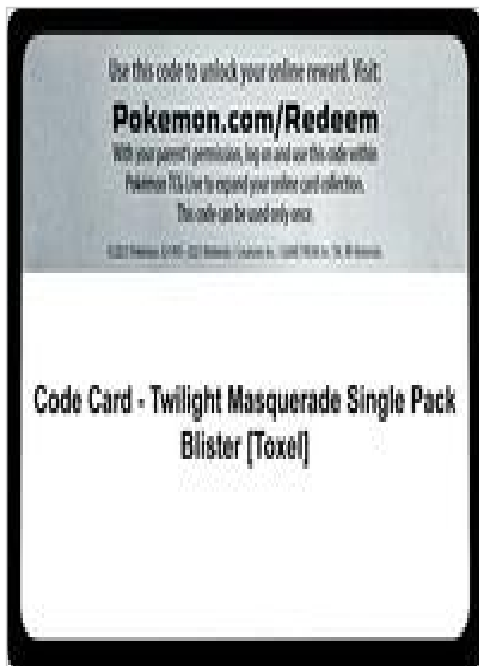 Use this code to unlock your online reward. Visit:
Pokemon.com/Redeem
With your parent's permission, log on and use this code within
Pokémon TCG Live to expand your online card collection.
This code can be used only once.
Code Card - Twilight Masquerade Single Pack
Blister [Toxel]